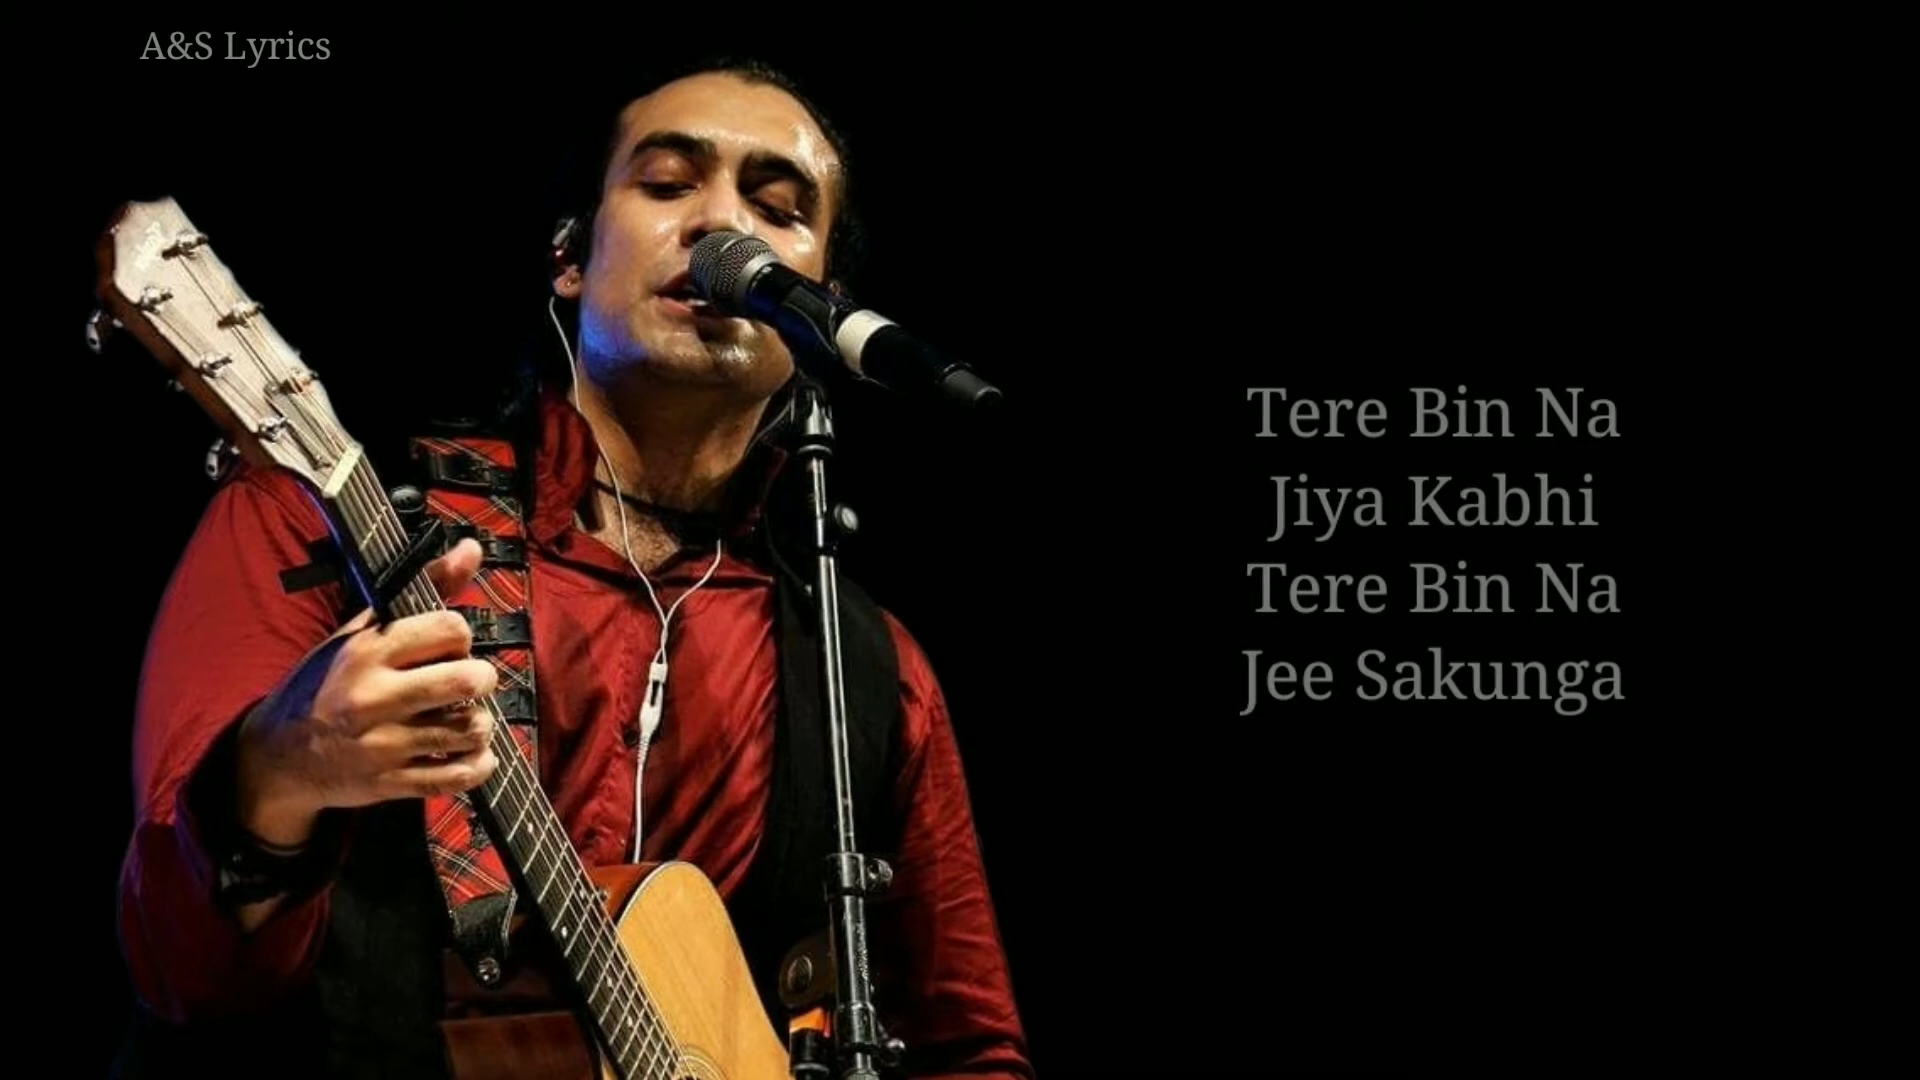 A&S Lyrics
Tere Bin Na
Jiya Kabhi
Tere Bin Na
Jee Sakunga